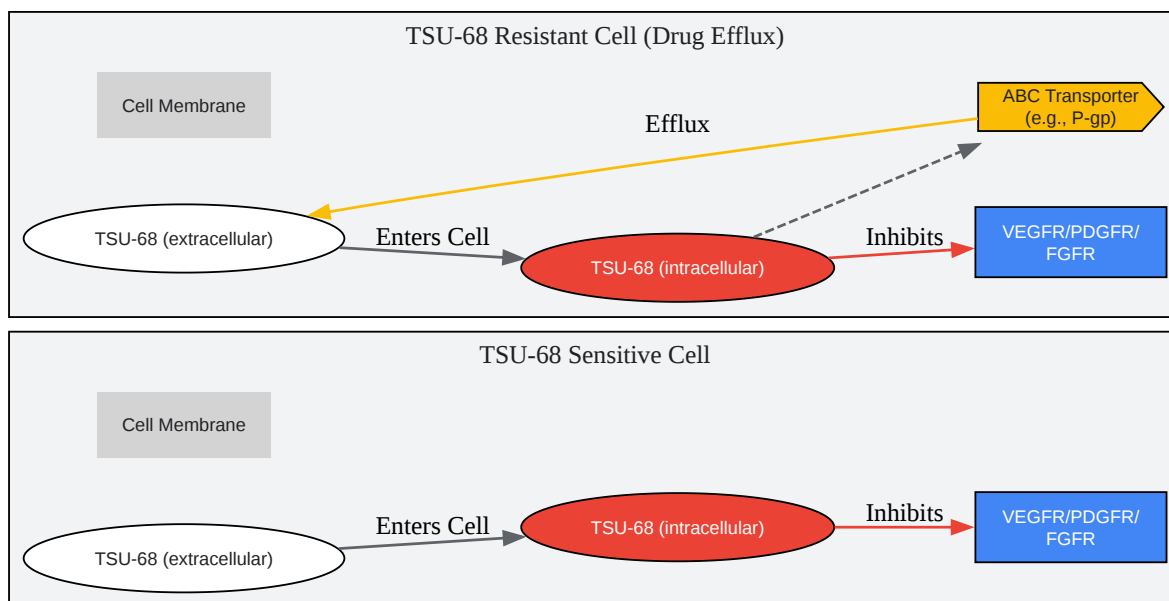 TSU-68 Resistant Cell (Drug Efflux)
Cell Membrane
ABC Transporter
(e.g., P-gp)
Efflux
TSU-68 (extracellular)
Enters Cell
TSU-68 (intracellular)
Inhibits
VEGFR/PDGFR/
FGFR
TSU-68 Sensitive Cell
Cell Membrane
TSU-68 (extracellular)
Enters Cell
TSU-68 (intracellular)
Inhibits
VEGFR/PDGFR/
FGFR